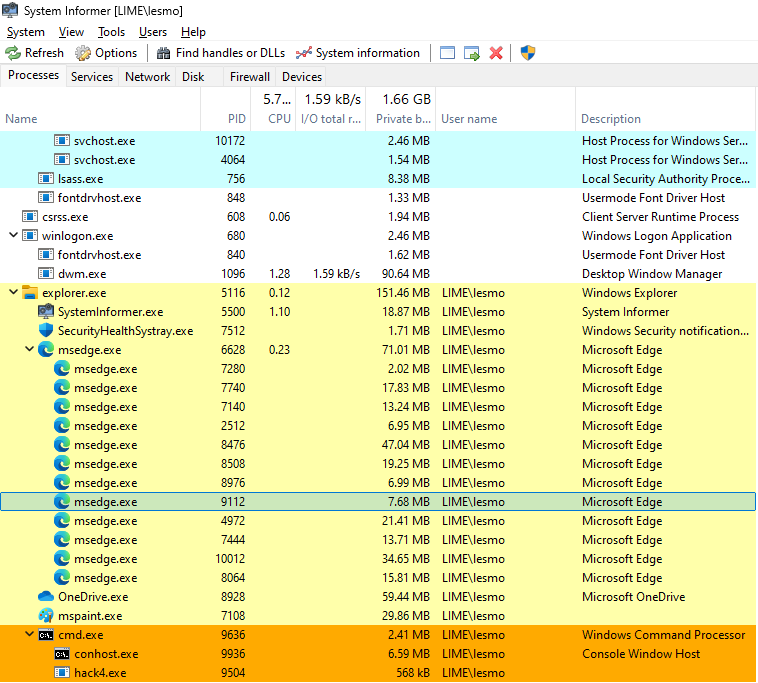 System Informer [LIME\lesmo]
System View Tools Users Help
Refresh Options Find handles or DLLs System information
Processes Services Network Disk Firewall Devices
5.7... 1.59 kB/s 1.66 GB
Name PID CPU I/O total r... Private b... User name Description
svchost.exe 10172 2.46 MB Host Process for Windows Ser...
svchost.exe 4064 1.54 MB Host Process for Windows Ser...
lsass.exe 756 8.38 MB Local Security Authority Proce...
fontdrvhost.exe 848 1.33 MB Usermode Font Driver Host
csrss.exe 608 0.06 1.94 MB Client Server Runtime Process
winlogon.exe 680 2.46 MB Windows Logon Application
fontdrvhost.exe 840 1.62 MB Usermode Font Driver Host
dwm.exe 1096 1.28 1.59 kB/s 90.64 MB Desktop Window Manager
explorer.exe 5116 0.12 151.46 MB LIME\lesmo Windows Explorer
SystemInformer.exe 5500 1.10 18.87 MB LIME\lesmo System Informer
SecurityHealthSystray.exe 7512 1.71 MB LIME\lesmo Windows Security notification...
msedge.exe 6628 0.23 71.01 MB LIME\lesmo Microsoft Edge
msedge.exe 7280 2.02 MB LIME\lesmo Microsoft Edge
msedge.exe 7740 17.83 MB LIME\lesmo Microsoft Edge
msedge.exe 7140 13.24 MB LIME\lesmo Microsoft Edge
msedge.exe 2512 6.95 MB LIME\lesmo Microsoft Edge
msedge.exe 8476 47.04 MB LIME\lesmo Microsoft Edge
msedge.exe 8508 19.25 MB LIME\lesmo Microsoft Edge
msedge.exe 8976 6.99 MB LIME\lesmo Microsoft Edge
msedge.exe 9112 7.68 MB LIME\lesmo Microsoft Edge
msedge.exe 4972 21.41 MB LIME\lesmo Microsoft Edge
msedge.exe 7444 13.71 MB LIME\lesmo Microsoft Edge
msedge.exe 10012 34.65 MB LIME\lesmo Microsoft Edge
msedge.exe 8064 15.81 MB LIME\lesmo Microsoft Edge
OneDrive.exe 8928 59.44 MB LIME\lesmo Microsoft OneDrive
mspaint.exe 7108 29.86 MB LIME\lesmo
cmd.exe 9636 2.41 MB LIME\lesmo Windows Command Processor
conhost.exe 9936 6.59 MB LIME\lesmo Console Window Host
hack4.exe 9504 568 kB LIME\lesmo